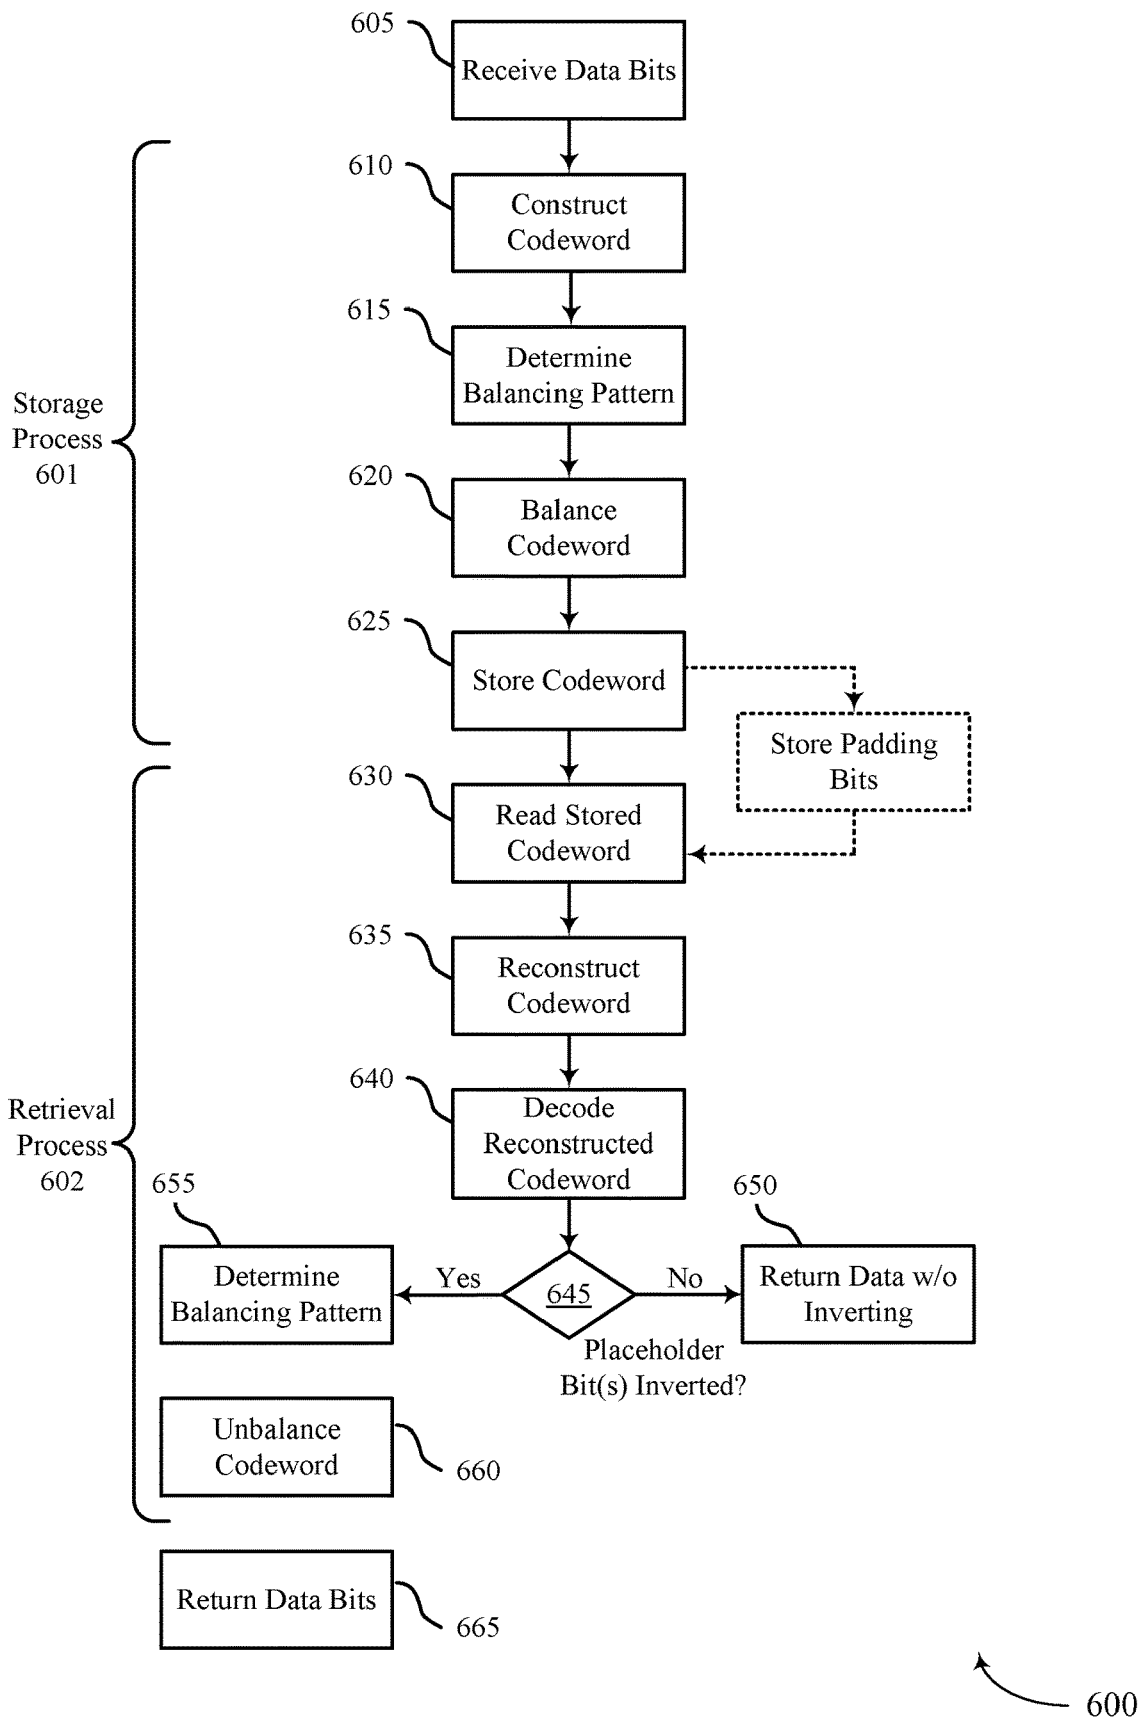 605
Receive Data Bits
610
Construct
Codeword
615
Determine
Balancing Pattern
Storage
Process
601
620
Balance
Codeword
625
Store Codeword
Store Padding
Bits
630
Read Stored
Codeword
635
Reconstruct
Codeword
640
Decode
Reconstructed
Codeword
Retrieval
Process
602
655
650
Determine
Balancing Pattern
Yes
645
No
Return Data w/o
Inverting
Placeholder
Bit(s) Inverted?
Unbalance
Codeword
660
Return Data Bits
665
600